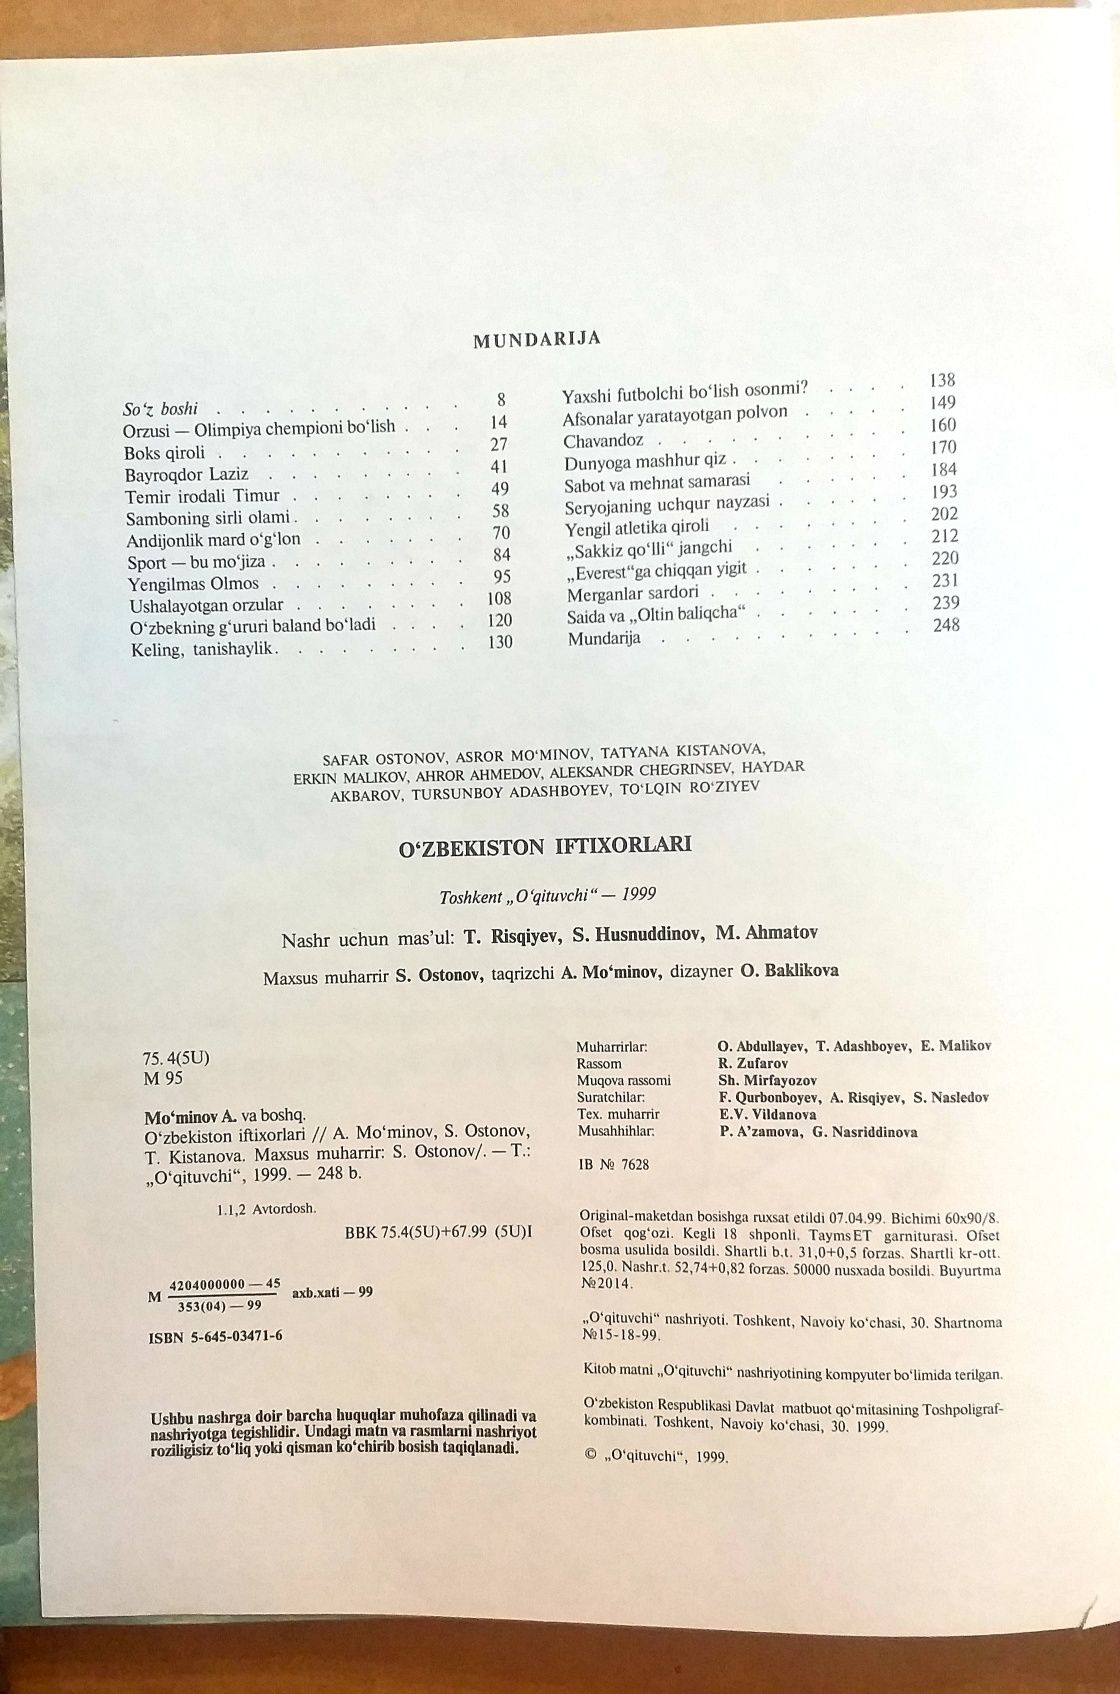 MUNDARIJA
So‘z boshi . . . . . . . . . . . 8
Orzusi — Olimpiya chempioni bo‘lish . . . 14
Boks qiroli . . . . . . . . . . . 27
Bayroqdor Laziz . . . . . . . . . 41
Temir irodali Timur . . . . . . . . 49
Samboning sirli olami . . . . . . . . 58
Andijonlik mard o‘g‘lon . . . . . . . 70
Sport — bu mo‘jiza . . . . . . . . . 84
Yengilmas Olmos . . . . . . . . . 95
Ushalayotgan orzular . . . . . . . . 108
O‘zbekning g‘ururi baland bo‘ladi . . . . 120
Keling, tanishaylik . . . . . . . . . 130
Yaxshi futbolchi bo‘lish osonmi? . . . . 138
Afsonalar yaratayotgan polvon . . . . . 149
Chavandoz . . . . . . . . . . . 160
Dunyoga mashhur qiz . . . . . . . . 170
Sabot va mehnat samarasi . . . . . . 184
Seryojaning uchqur nayzasi . . . . . . 193
Yengil atletika qiroli . . . . . . . . 202
„Sakkiz qo‘lli“ jangchi . . . . . . . 212
„Everest“ga chiqqan yigit . . . . . . . 220
Merganlar sardori . . . . . . . . . 231
Saida va „Oltin baliqcha“ . . . . . . . 239
Mundarija . . . . . . . . . . . 248
SAFAR OSTONOV, ASROR MO‘MINOV, TATYANA KISTANOVA,
ERKIN MALIKOV, AHROR AHMEDOV, ALEKSANDR CHEGRINSEV, HAYDAR
AKBAROV, TURSUNBOY ADASHBOYEV, TO‘LQIN RO‘ZIYEV
O‘ZBEKISTON IFTIXORLARI
Toshkent „O‘qituvchi“ — 1999
Nashr uchun mas’ul: T. Risqiyev, S. Husnuddinov, M. Ahmatov
Maxsus muharrir S. Ostonov, taqrizchi A. Mo‘minov, dizayner O. Baklikova
75. 4(5U)
M 95
Mo‘minov A. va boshq.
O‘zbekiston iftixorlari // A. Mo‘minov, S. Ostonov,
T. Kistanova. Maxsus muharrir: S. Ostonov/. — T.:
„O‘qituvchi“, 1999. — 248 b.
1.1,2 Avtordosh.
BBK 75.4(5U)+67.99 (5U)I
M 4204000000 — 45 axb.xati — 99
353(04) — 99
ISBN 5-645-03471-6
Ushbu nashrga doir barcha huquqlar muhofaza qilinadi va
nashriyotga tegishlidir. Undagi matn va rasmlarni nashriyot
roziligisiz to‘liq yoki qisman ko‘chirib bosish taqiqlanadi.
Muharrirlar: O. Abdullayev, T. Adashboyev, E. Malikov
Rassom R. Zufarov
Muqova rassomi Sh. Mirfayozov
Suratchilar: F. Qurbonboyev, A. Risqiyev, S. Nasledov
Tex. muharrir E.V. Vildanova
Musahhihlar: P. A’zamova, G. Nasriddinova
IB № 7628
Original-maketdan bosishga ruxsat etildi 07.04.99. Bichimi 60x90/8.
Ofset qog‘ozi. Kegli 18 shponli. TaymsET garniturasi. Ofset
bosma usulida bosildi. Shartli b.t. 31,0+0,5 forzas. Shartli kr-ott.
125,0. Nashr.t. 52,74+0,82 forzas. 50000 nusxada bosildi. Buyurtma
№2014.
„O‘qituvchi“ nashriyoti. Toshkent, Navoiy ko‘chasi, 30. Shartnoma
№15-18-99.
Kitob matni „O‘qituvchi“ nashriyotining kompyuter bo‘limida terilgan.
O‘zbekiston Respublikasi Davlat matbuot qo‘mitasining Toshpoligraf-
kombinati. Toshkent, Navoiy ko‘chasi, 30. 1999.
© „O‘qituvchi“, 1999.